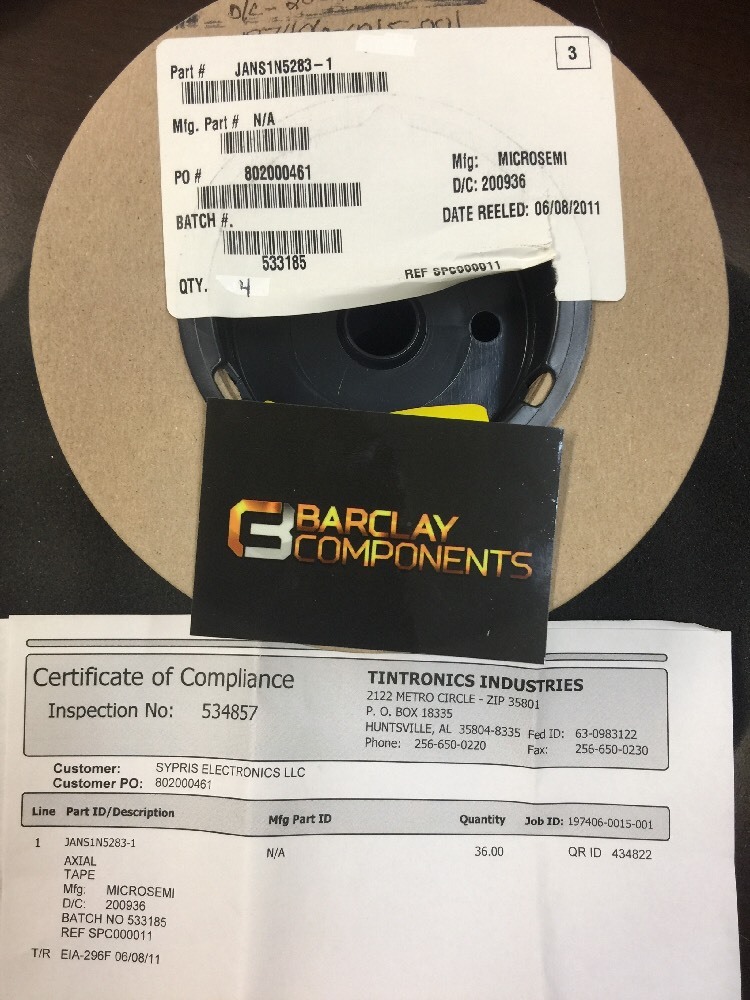 Part # JANS1N5283-1
3
Mfg. Part # N/A
PO # 802000461
Mfg: MICROSEMI
D/C: 200936
BATCH #.
DATE REELED: 06/08/2011
533185
QTY. 4
REF SPC000011
BARCLAY
COMPONENTS
Certificate of Compliance
Inspection No: 534857
TINTRONICS INDUSTRIES
2122 METRO CIRCLE - ZIP 35801
P. O. BOX 18335
HUNTSVILLE, AL 35804-8335 Fed ID: 63-0983122
Phone: 256-650-0220 Fax: 256-650-0230
Customer: SYPRIS ELECTRONICS LLC
Customer PO: 802000461
Line Part ID/Description Mfg Part ID Quantity Job ID: 197406-0015-001
1 JANS1N5283-1 N/A 36.00 QR ID 434822
AXIAL
TAPE
Mfg: MICROSEMI
D/C: 200936
BATCH NO 533185
REF SPC000011
T/R EIA-296F 06/08/11